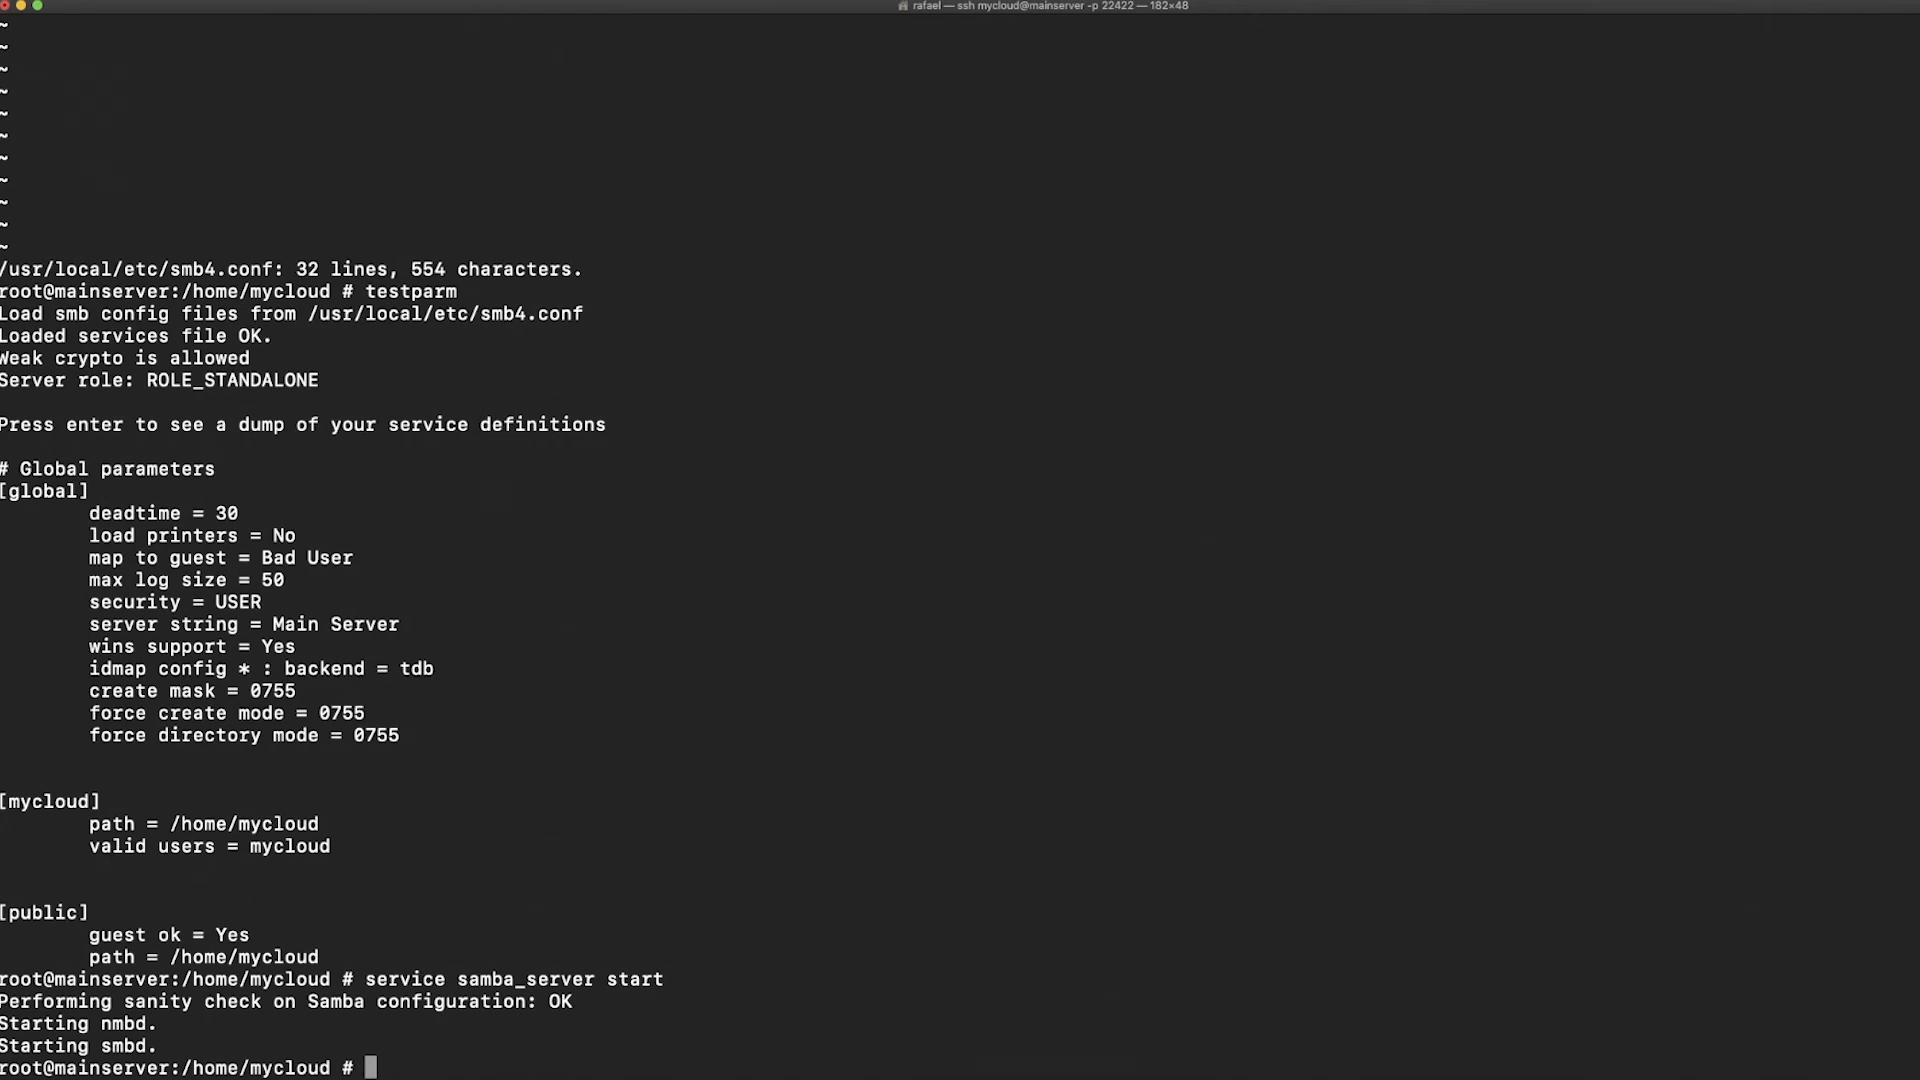 rafael — ssh mycloud@mainserver -p 22422 — 182×48
~
~
~
~
~
~
~
~
~
~
~
/usr/local/etc/smb4.conf: 32 lines, 554 characters.
root@mainserver:/home/mycloud # testparm
Load smb config files from /usr/local/etc/smb4.conf
Loaded services file OK.
Weak crypto is allowed
Server role: ROLE_STANDALONE
Press enter to see a dump of your service definitions
# Global parameters
[global]
deadtime = 30
load printers = No
map to guest = Bad User
max log size = 50
security = USER
server string = Main Server
wins support = Yes
idmap config * : backend = tdb
create mask = 0755
force create mode = 0755
force directory mode = 0755
[mycloud]
path = /home/mycloud
valid users = mycloud
[public]
guest ok = Yes
path = /home/mycloud
root@mainserver:/home/mycloud # service samba_server start
Performing sanity check on Samba configuration: OK
Starting nmbd.
Starting smbd.
root@mainserver:/home/mycloud #